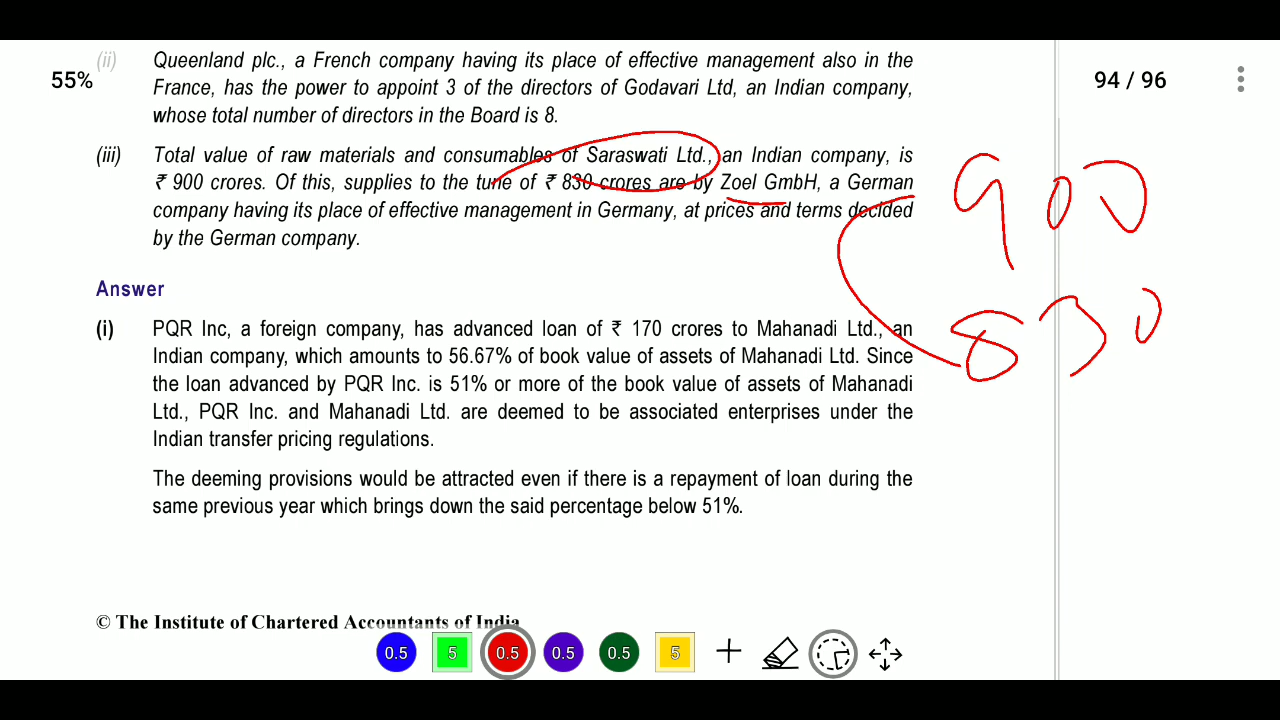 55%
94 / 96
(ii) Queenland plc., a French company having its place of effective management also in the
France, has the power to appoint 3 of the directors of Godavari Ltd, an Indian company,
whose total number of directors in the Board is 8.
(iii) Total value of raw materials and consumables of Saraswati Ltd., an Indian company, is
₹ 900 crores. Of this, supplies to the tune of ₹ 830 crores are by Zoel GmbH, a German
company having its place of effective management in Germany, at prices and terms decided
by the German company.
900
830
Answer
(i) PQR Inc, a foreign company, has advanced loan of ₹ 170 crores to Mahanadi Ltd., an
Indian company, which amounts to 56.67% of book value of assets of Mahanadi Ltd. Since
the loan advanced by PQR Inc. is 51% or more of the book value of assets of Mahanadi
Ltd., PQR Inc. and Mahanadi Ltd. are deemed to be associated enterprises under the
Indian transfer pricing regulations.
The deeming provisions would be attracted even if there is a repayment of loan during the
same previous year which brings down the said percentage below 51%.
© The Institute of Chartered Accountants of India
0.5 5 0.5 0.5 0.5 5